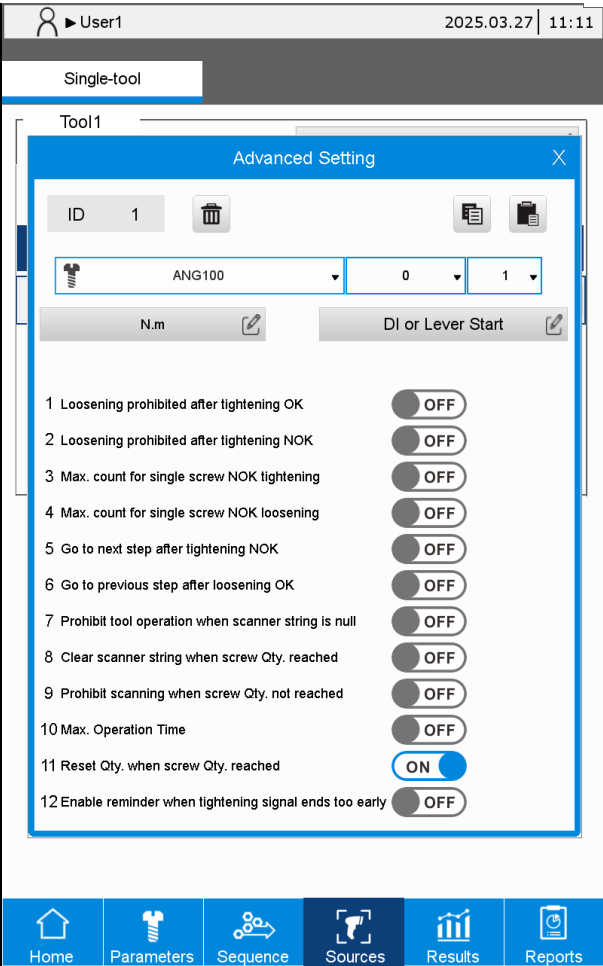 User1 2025.03.27 11:11
Single-tool
Tool1
Advanced Setting X
ID 1
ANG100 0 1
N.m DI or Lever Start
1 Loosening prohibited after tightening OK OFF
2 Loosening prohibited after tightening NOK OFF
3 Max. count for single screw NOK tightening OFF
4 Max. count for single screw NOK loosening OFF
5 Go to next step after tightening NOK OFF
6 Go to previous step after loosening OK OFF
7 Prohibit tool operation when scanner string is null OFF
8 Clear scanner string when screw Qty. reached OFF
9 Prohibit scanning when screw Qty. not reached OFF
10 Max. Operation Time OFF
11 Reset Qty. when screw Qty. reached ON
12 Enable reminder when tightening signal ends too early OFF
Home Parameters Sequence Sources Results Reports